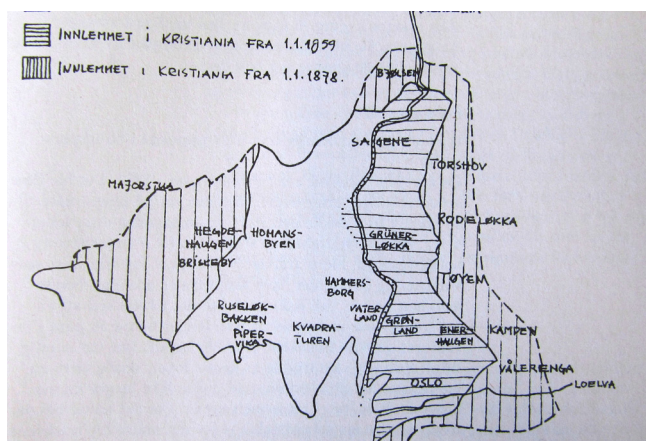 INNLEMMET i KRISTIANIA FRA 1.1.1859
INNLEMMET i KRISTIANIA FRA 1.1.1878.
BJØLSEN
SAGENE
TORSHOV
MAJORSTUA
RODELØKKA
HEGDE-
HAUGEN
HOMANS-
BYEN
GRÜNER-
LØKKA
BRISKEBY
TØYEN
HAMMERS-
BORG
RUSELØK-
BAKKEN
VATER-
LAND
GRØN-
LAND
PIPER-
VIKA
KVADRA-
TUREN
ENER-
HAUGEN
KAMPEN
VÅLERENGA
OSLO
LOELVA